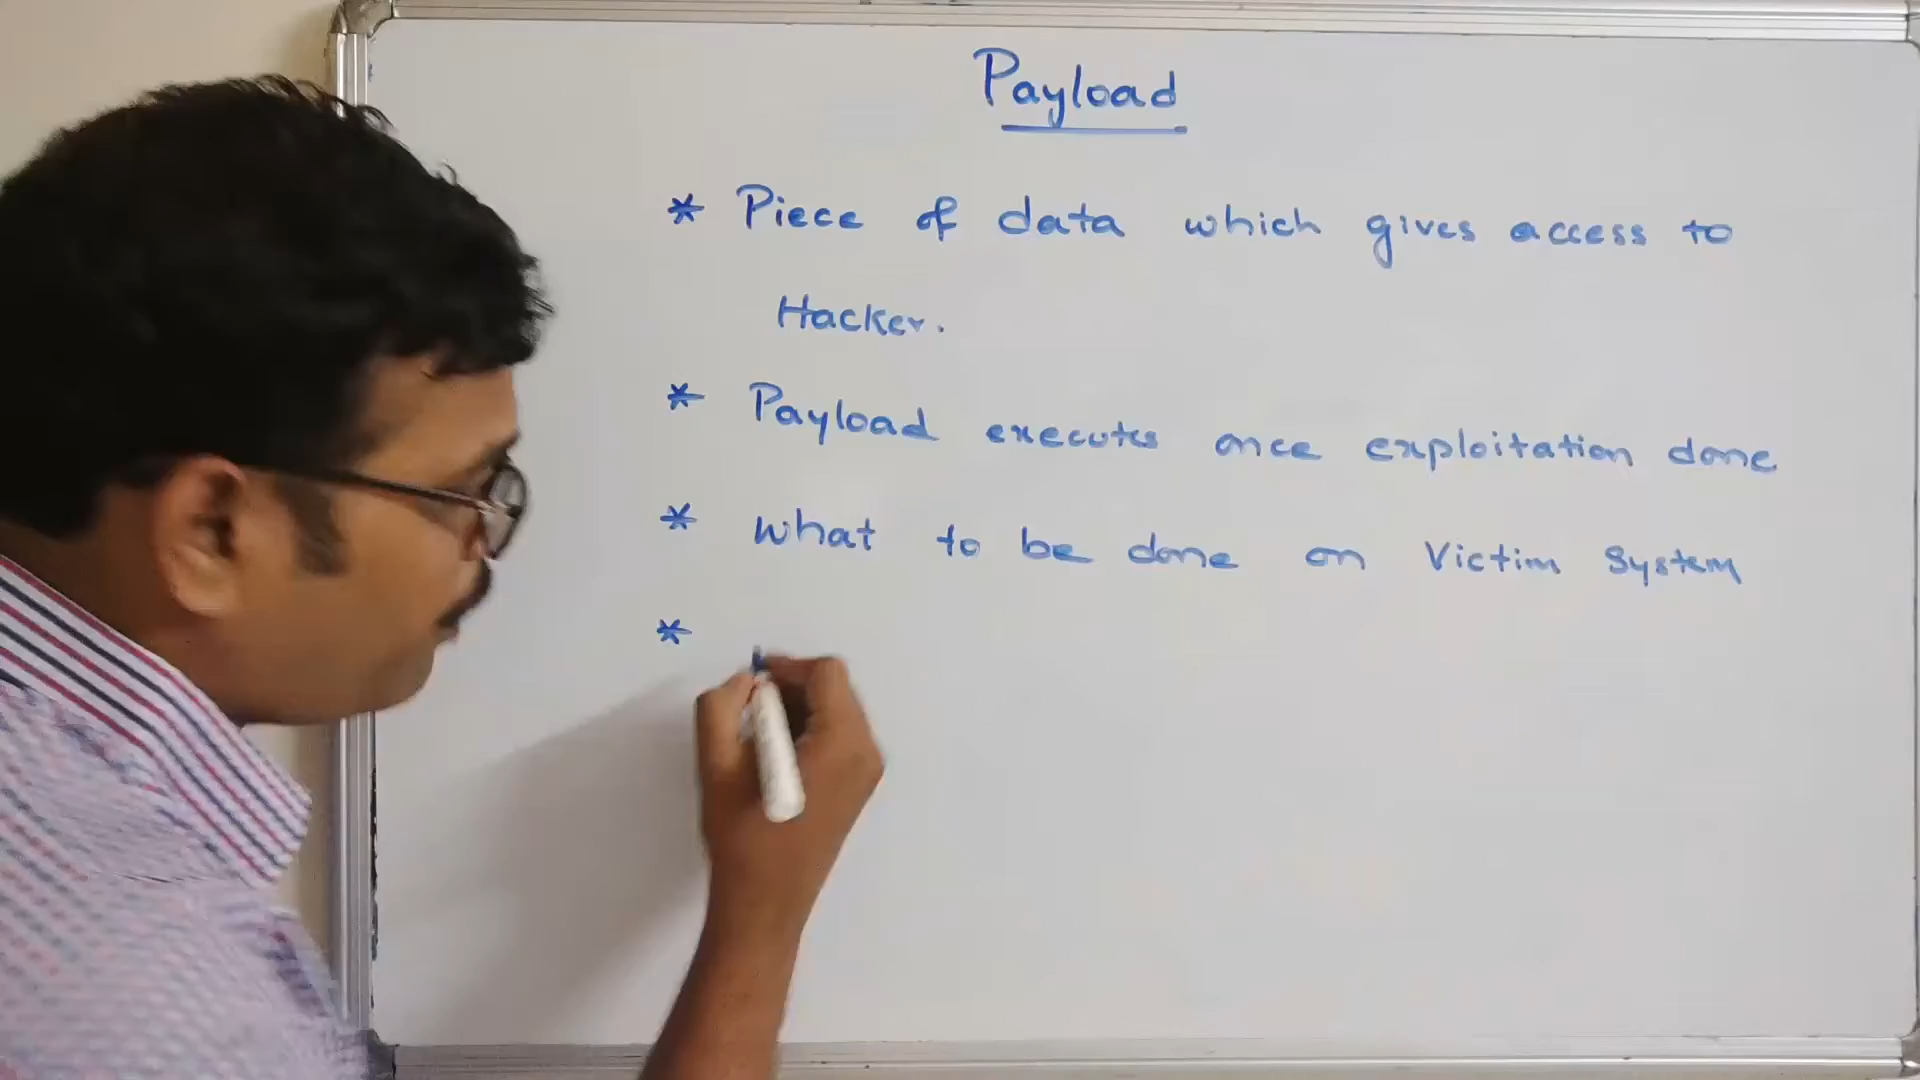 Payload
* Piece of data which gives access to
Hacker.
* Payload executes once exploitation done
* what to be done on Victim System
*